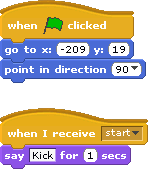 when clicked
go to x: -209 y: 19
point in direction 90
when I receive start
say Kick for 1 secs